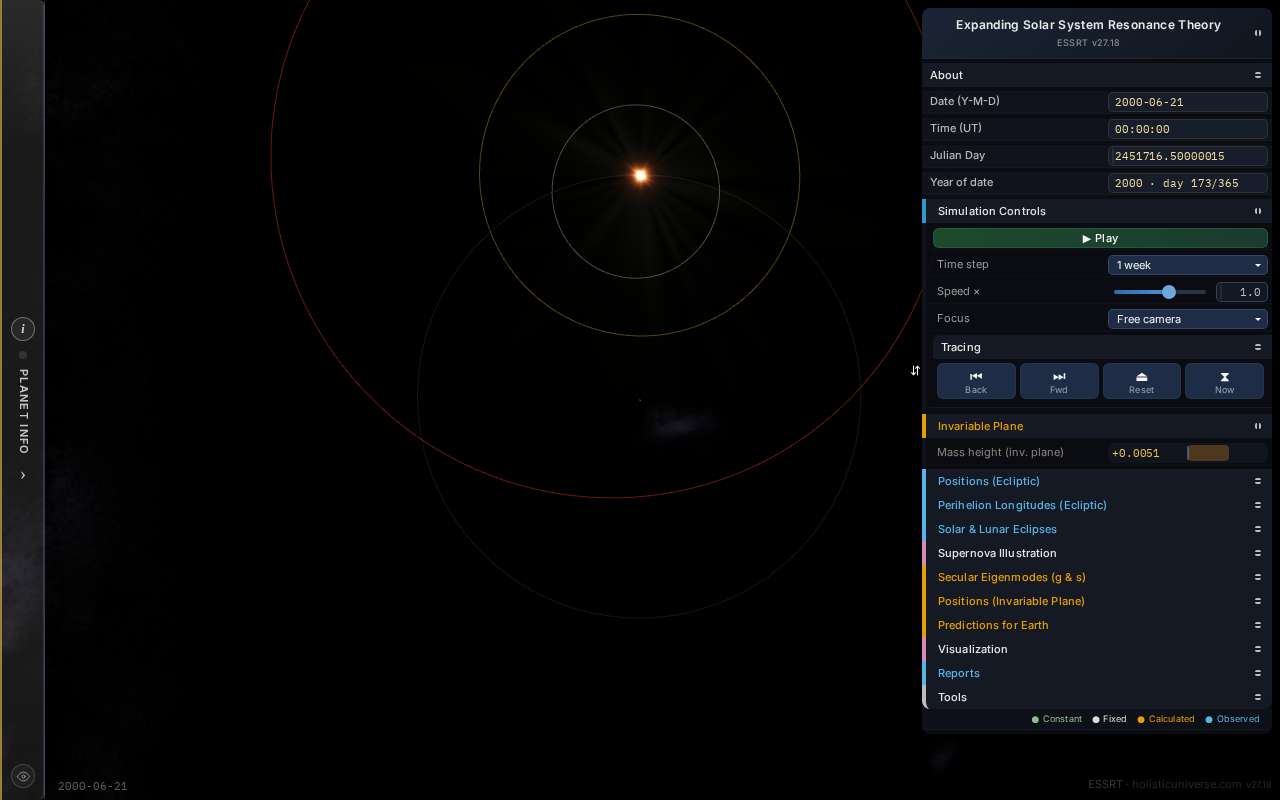 Expanding Solar System Resonance Theory
ESSRT v27.18
About
Date (Y-M-D) 2000-06-21
Time (UT) 00:00:00
Julian Day 2451716.50000015
Year of date 2000 · day 173/365
Simulation Controls
▶ Play
Time step 1 week
Speed × 1.0
Focus Free camera
Tracing
Back Fwd Reset Now
Invariable Plane
Mass height (inv. plane) +0.0051
Positions (Ecliptic)
Perihelion Longitudes (Ecliptic)
Solar & Lunar Eclipses
Supernova Illustration
Secular Eigenmodes (g & s)
Positions (Invariable Plane)
Predictions for Earth
Visualization
Reports
Tools
Constant Fixed Calculated Observed
i
PLANET INFO
2000-06-21
ESSRT · holisticuniverse.com v27.18